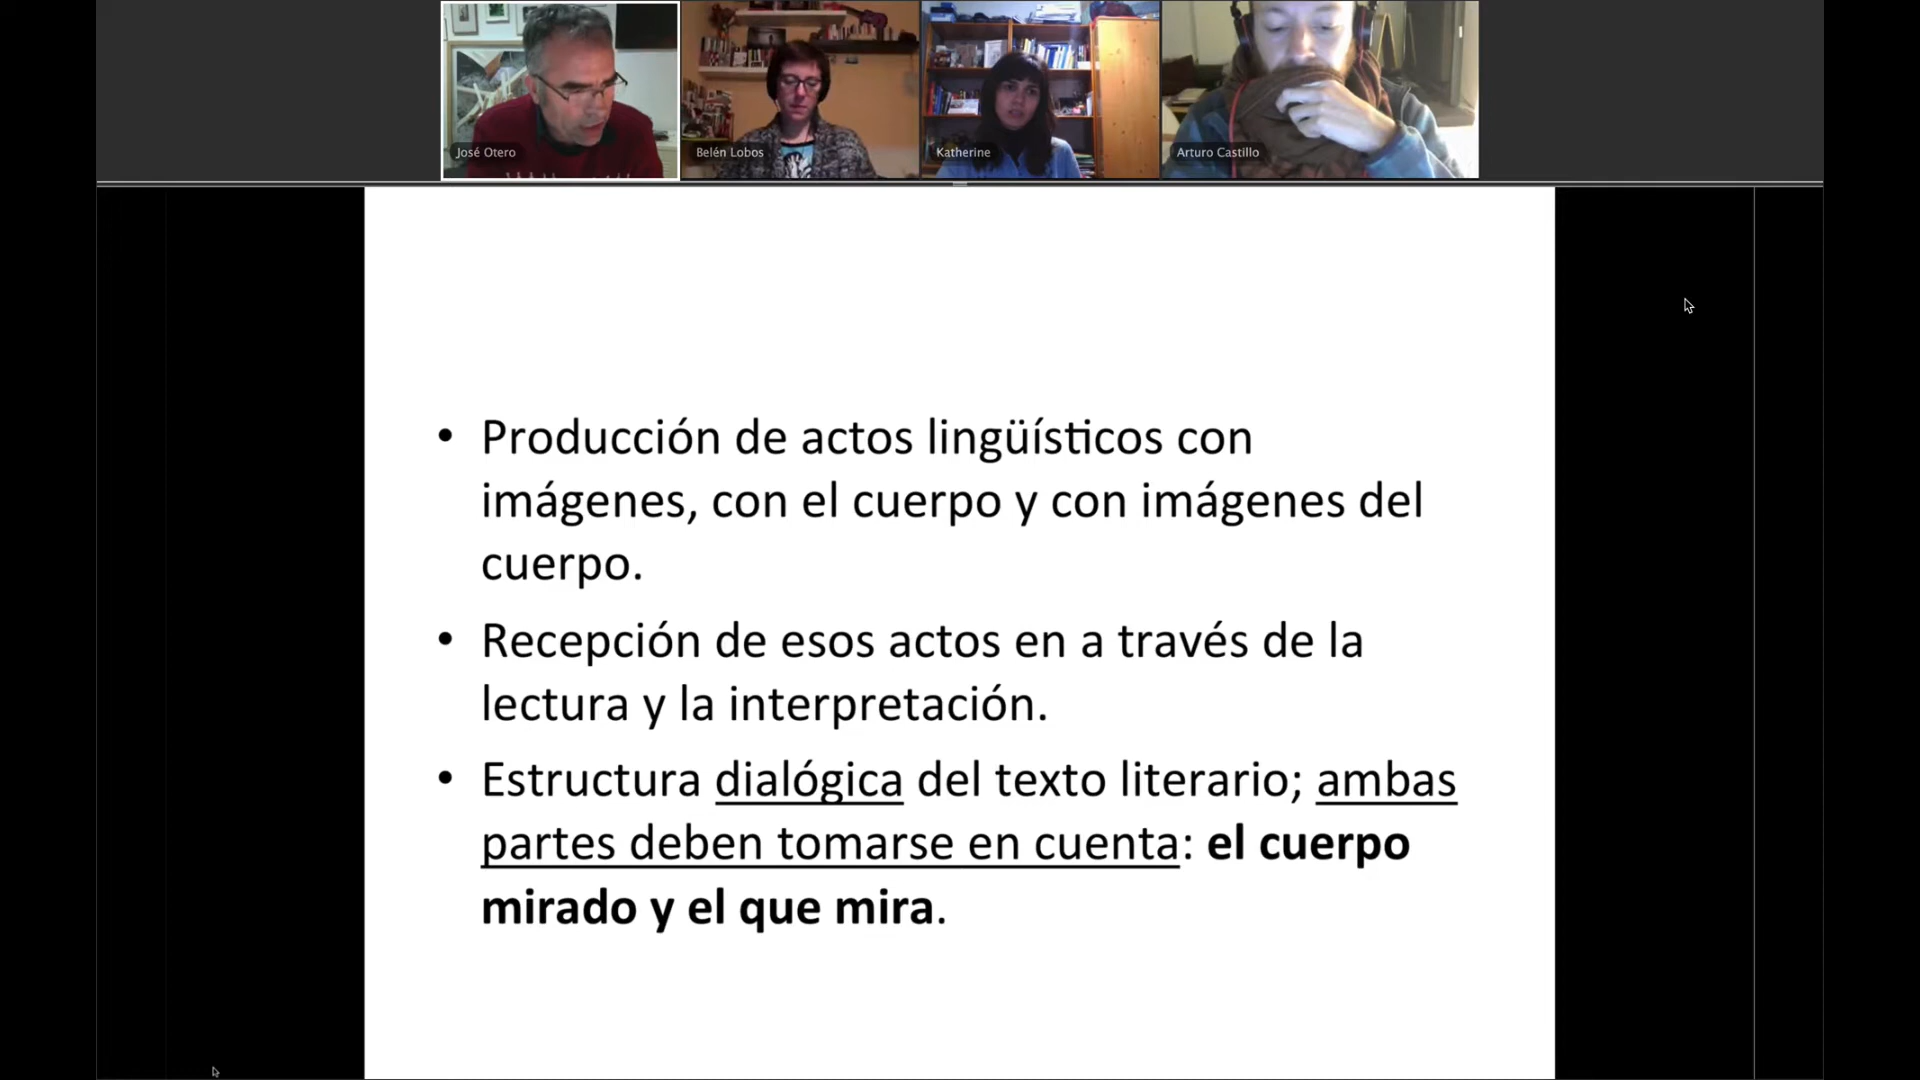 José Otero
Belén Lobos
Katherine
Arturo Castillo
• Producción de actos lingüísticos con
imágenes, con el cuerpo y con imágenes del
cuerpo.
• Recepción de esos actos en a través de la
lectura y la interpretación.
• Estructura dialógica del texto literario; ambas
partes deben tomarse en cuenta: el cuerpo
mirado y el que mira.